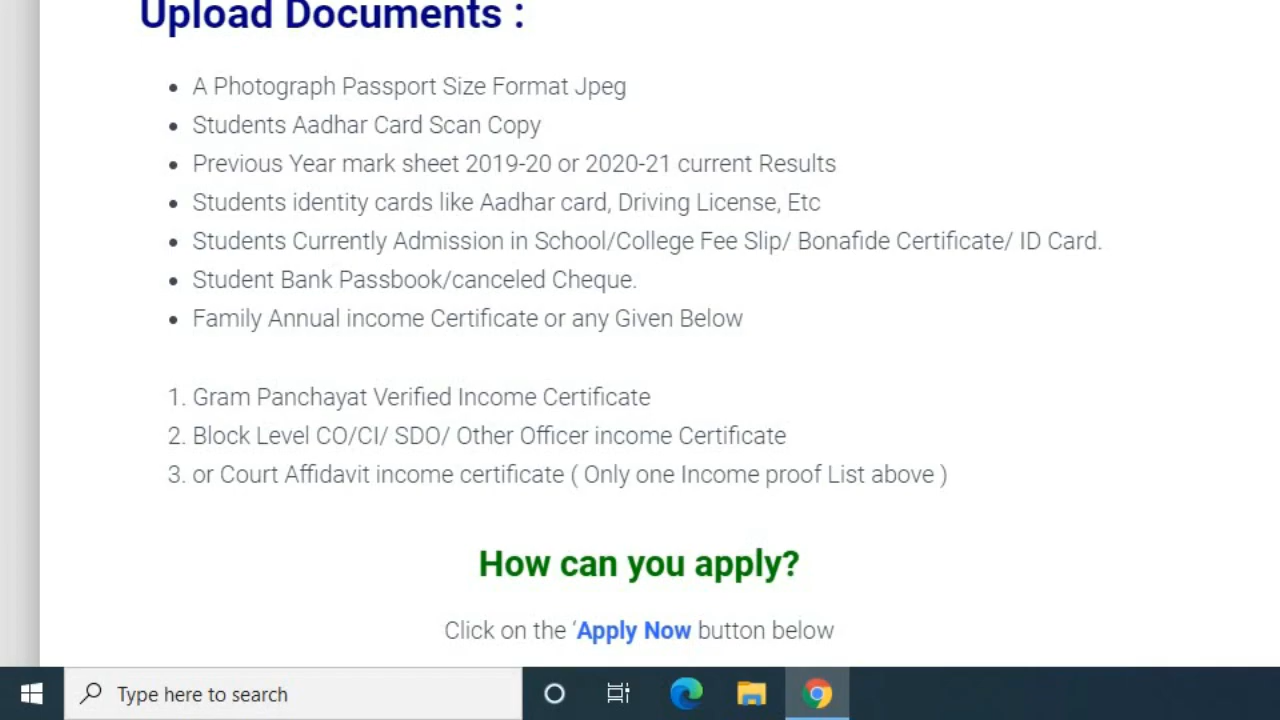 Upload Documents :
A Photograph Passport Size Format Jpeg
Students Aadhar Card Scan Copy
Previous Year mark sheet 2019-20 or 2020-21 current Results
Students identity cards like Aadhar card, Driving License, Etc
Students Currently Admission in School/College Fee Slip/ Bonafide Certificate/ ID Card.
Student Bank Passbook/canceled Cheque.
Family Annual income Certificate or any Given Below
1. Gram Panchayat Verified Income Certificate
2. Block Level CO/CI/ SDO/ Other Officer income Certificate
3. or Court Affidavit income certificate ( Only one Income proof List above )
How can you apply?
Click on the ‘Apply Now button below
Type here to search